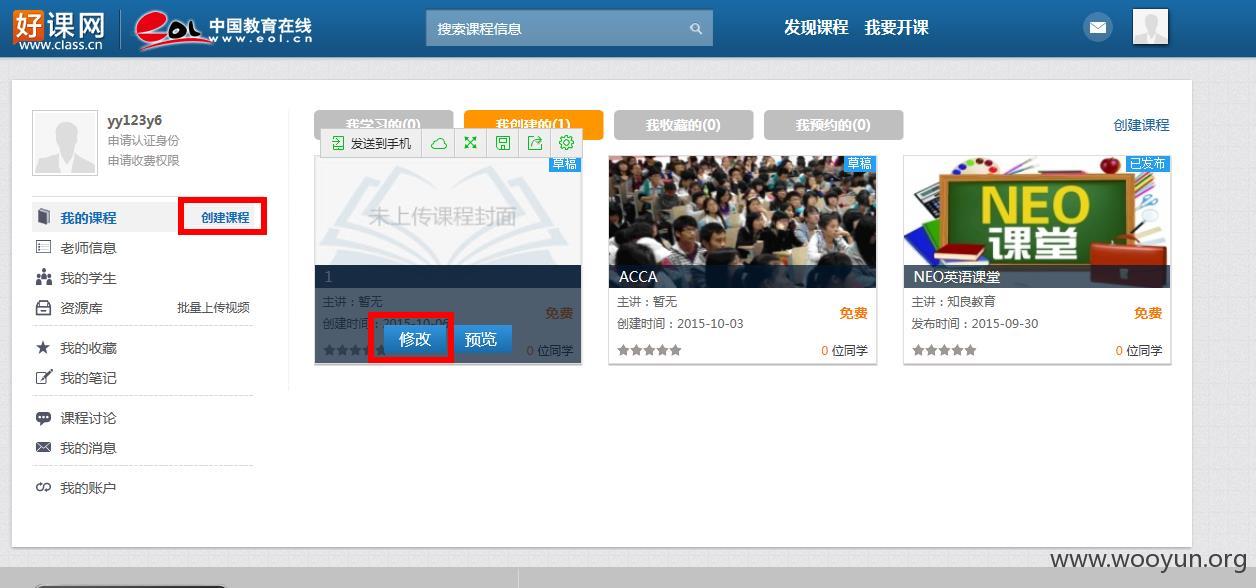 好课网
www.class.cn
eol 中国教育在线
www.eol.cn
搜索课程信息
发现课程 我要开课
yy123y6
申请认证身份
申请收费权限
我的课程 创建课程
老师信息
我的学生
资源库 批量上传视频
我的收藏
我的笔记
课程讨论
我的消息
我的账户
我学习的(0) 我创建的(1) 我收藏的(0) 我预约的(0) 创建课程
发送到手机
草稿
未上传课程封面
1
主讲：暂无
创建时间：2015-10-06
免费
修改 预览
0 位同学
草稿
ACCA
主讲：暂无
创建时间：2015-10-03
免费
0 位同学
已发布
NEO
课堂
NEO英语课堂
主讲：知良教育
发布时间：2015-09-30
免费
0 位同学
www.wooyun.org